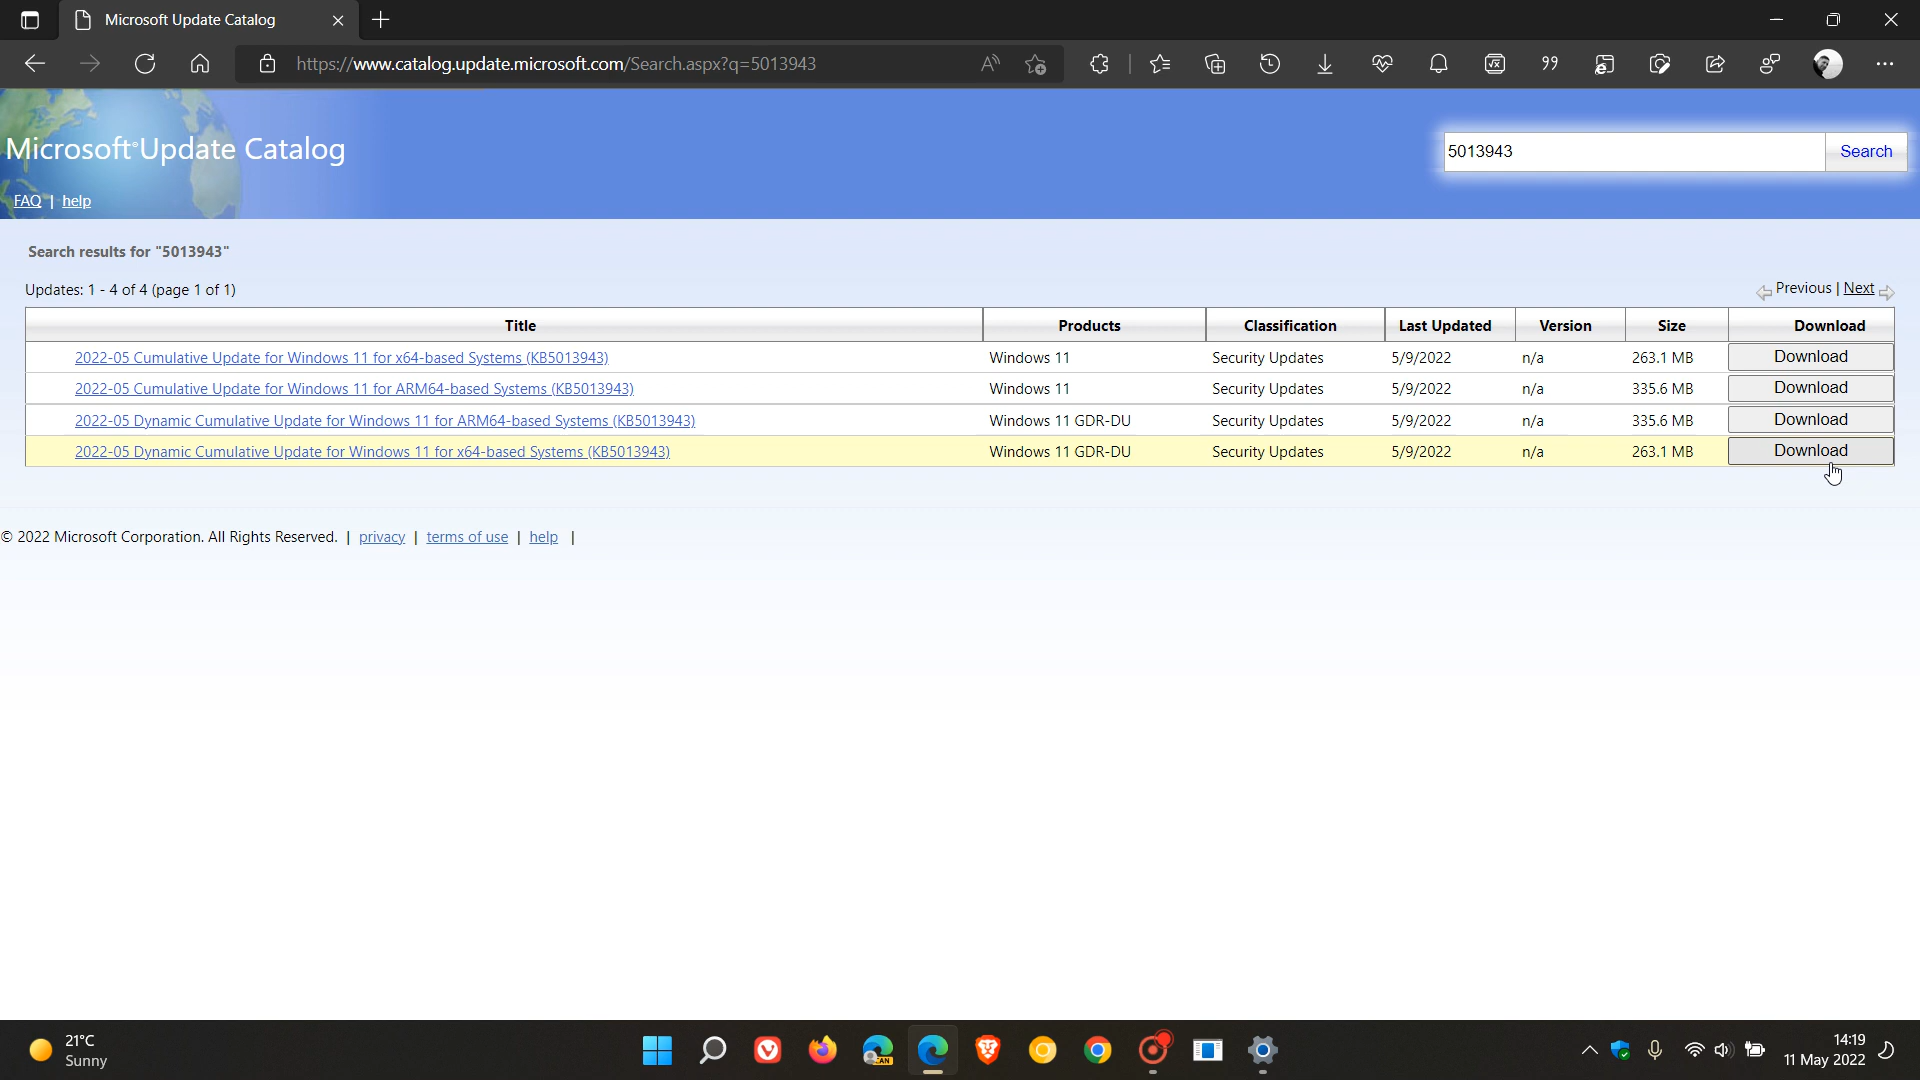 Microsoft Update Catalog
https://www.catalog.update.microsoft.com/Search.aspx?q=5013943
Microsoft®Update Catalog
5013943
Search
FAQ | help
Search results for "5013943"
Updates: 1 - 4 of 4 (page 1 of 1)
Previous | Next
Title Products Classification Last Updated Version Size Download
2022-05 Cumulative Update for Windows 11 for x64-based Systems (KB5013943) Windows 11 Security Updates 5/9/2022 n/a 263.1 MB Download
2022-05 Cumulative Update for Windows 11 for ARM64-based Systems (KB5013943) Windows 11 Security Updates 5/9/2022 n/a 335.6 MB Download
2022-05 Dynamic Cumulative Update for Windows 11 for ARM64-based Systems (KB5013943) Windows 11 GDR-DU Security Updates 5/9/2022 n/a 335.6 MB Download
2022-05 Dynamic Cumulative Update for Windows 11 for x64-based Systems (KB5013943) Windows 11 GDR-DU Security Updates 5/9/2022 n/a 263.1 MB Download
© 2022 Microsoft Corporation. All Rights Reserved. | privacy | terms of use | help |
21°C
Sunny
CAN
14:19
11 May 2022